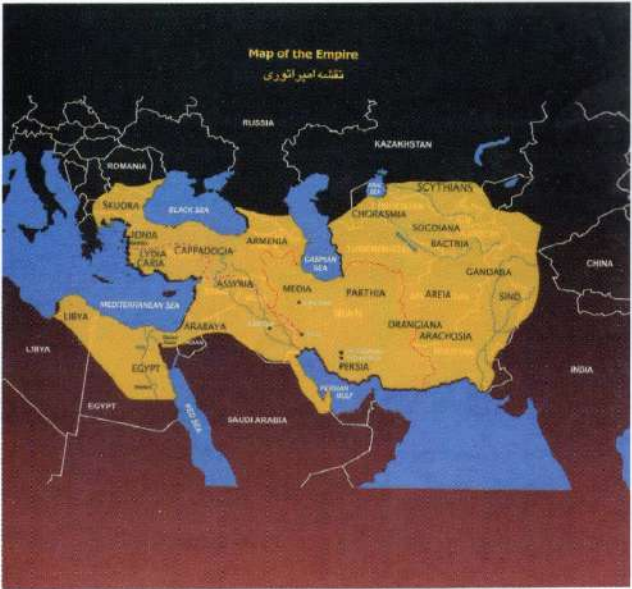 Map of the Empire
نقشه امپراتوری
RUSSIA
KAZAKHSTAN
ROMANIA
ARAL SEA
SCYTHIANS
SKUDRA
BLACK SEA
CHORASMIA
IONIA
SOGDIANA
LYDIA
CAPPADOCIA
ARMENIA
BACTRIA
CARIA
CASPIAN SEA
GANDARA
CHINA
ASSYRIA
MEDIA
PARTHIA
AREIA
SIND
MEDITERRANEAN SEA
LIBYA
IRAN
ARABAYA
DRANGIANA
ARACHOSIA
LIBYA
EGYPT
PERSIA
INDIA
PERSIAN GULF
EGYPT
RED SEA
SAUDI ARABIA